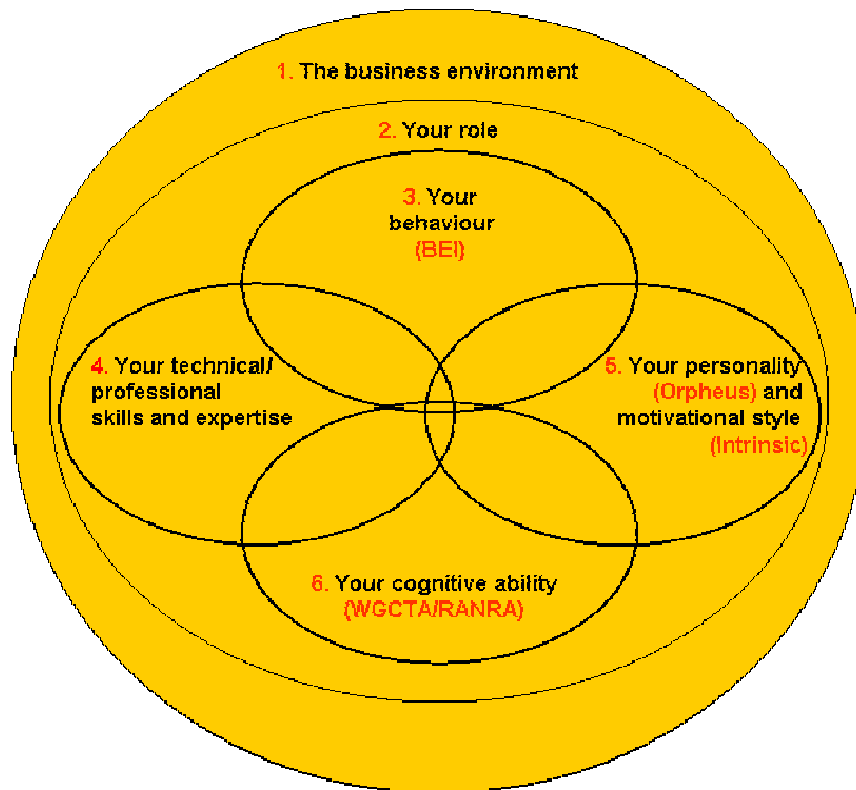 1. The business environment
2. Your role
3. Your
behaviour
(BEI)
4. Your technical/
professional
skills and expertise
5. Your personality
(Orpheus) and
motivational style
(Intrinsic)
6. Your cognitive ability
(WGCTA/RANRA)